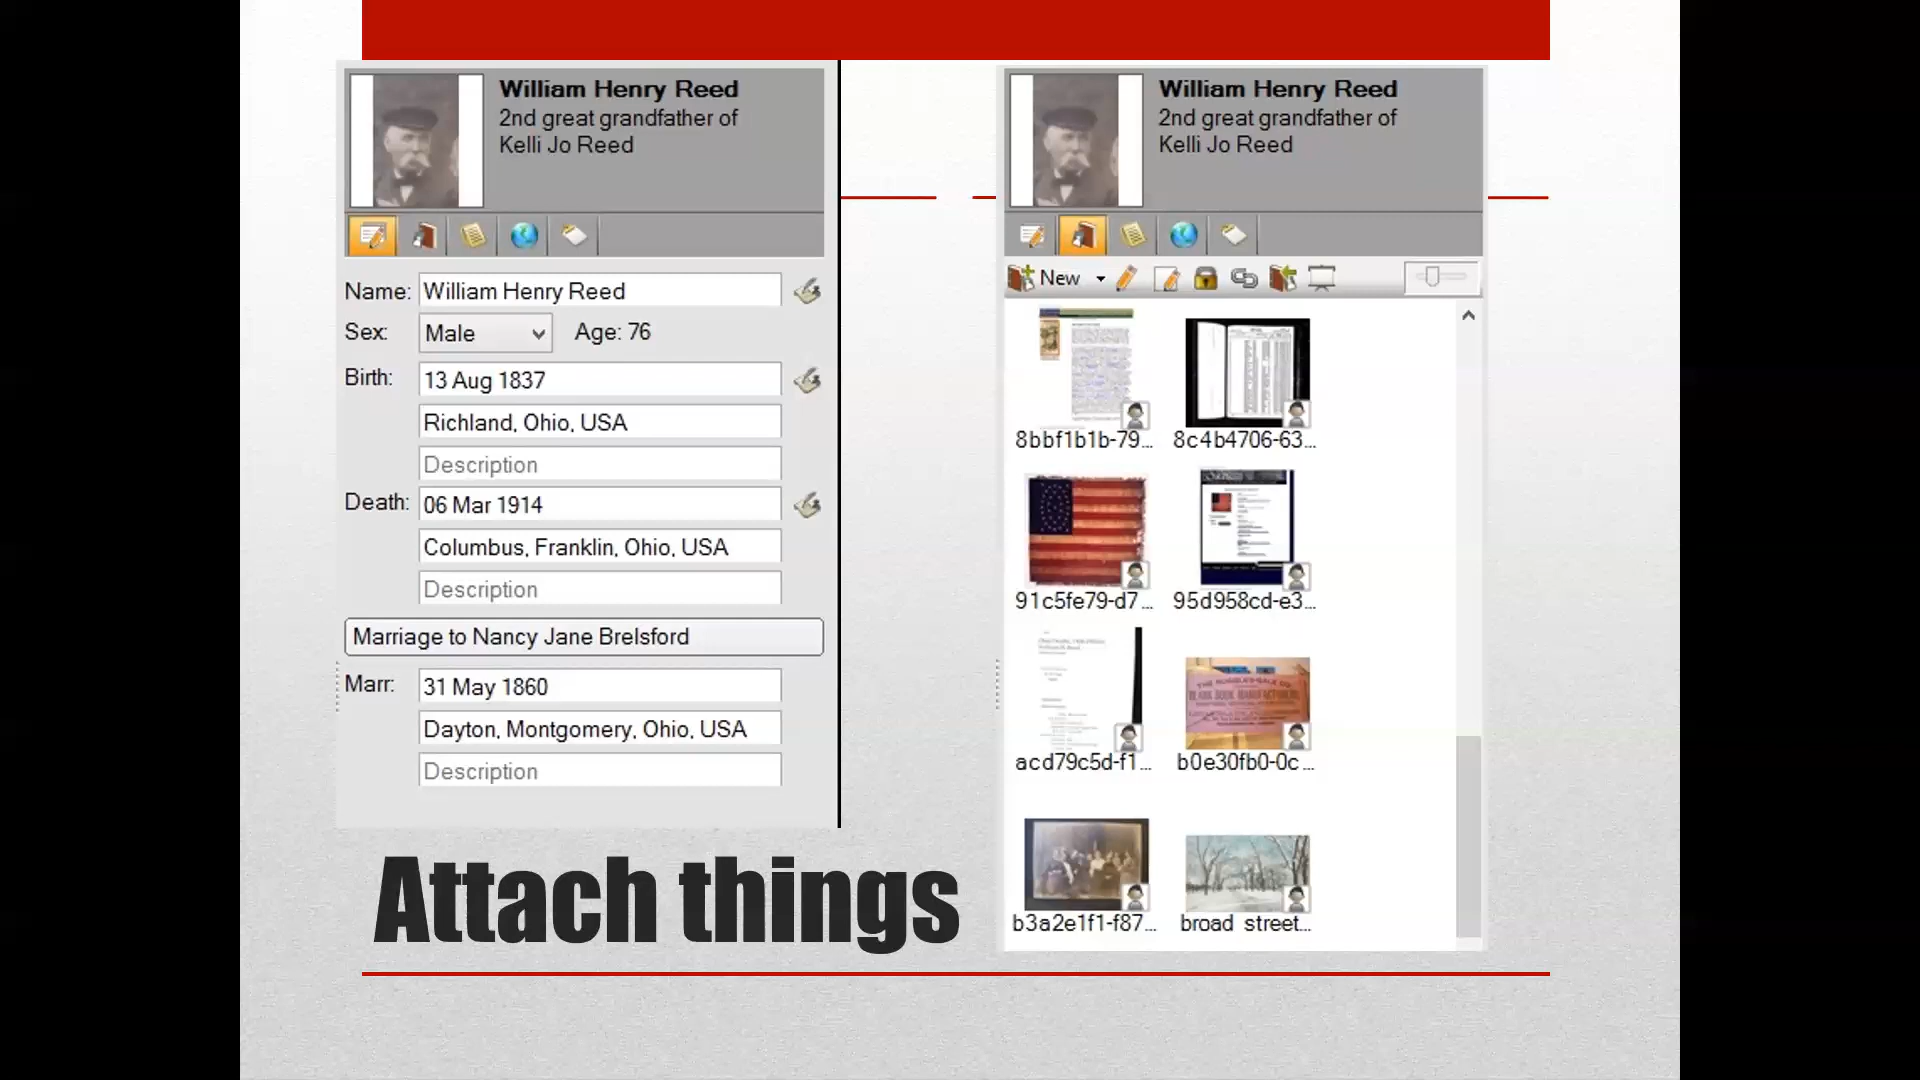 William Henry Reed
2nd great grandfather of
Kelli Jo Reed
Name: William Henry Reed
Sex: Male Age: 76
Birth: 13 Aug 1837
Richland, Ohio, USA
Description
Death: 06 Mar 1914
Columbus, Franklin, Ohio, USA
Description
Marriage to Nancy Jane Brelsford
Marr: 31 May 1860
Dayton, Montgomery, Ohio, USA
Description
William Henry Reed
2nd great grandfather of
Kelli Jo Reed
New
8bbf1b1b-79... 8c4b4706-63...
91c5fe79-d7... 95d958cd-e3...
BLANK BOOK MANUFACTURERS
acd79c5d-f1... b0e30fb0-0c...
b3a2e1f1-f87... broad street...
Attach things